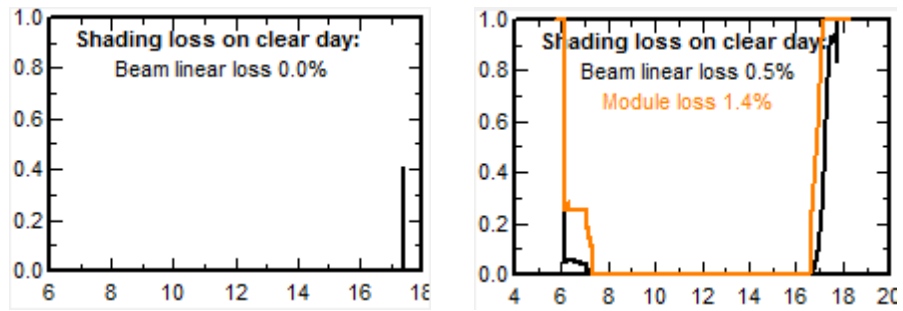 Shading loss on clear day:
Beam linear loss 0.0%
1.0
0.8
0.6
0.4
0.2
0.0
6 8 10 12 14 16 18
Shading loss on clear day:
Beam linear loss 0.5%
Module loss 1.4%
1.0
0.8
0.6
0.4
0.2
0.0
4 6 8 10 12 14 16 18 20